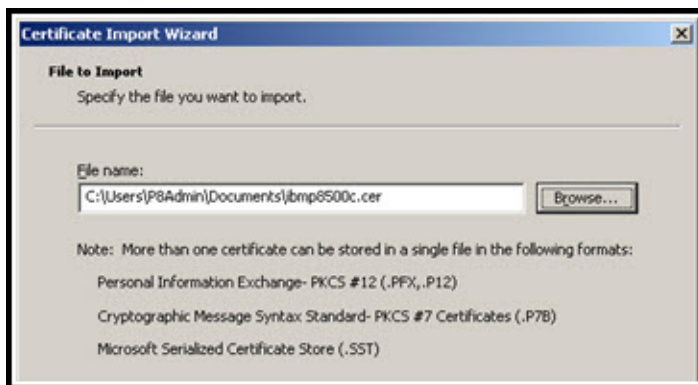 Certificate Import Wizard
File to Import
Specify the file you want to import.
File name:
C:\Users\P8Admin\Documents\ibmp8500c.cer
Browse...
Note: More than one certificate can be stored in a single file in the following formats:
Personal Information Exchange- PKCS #12 (.PFX,.P12)
Cryptographic Message Syntax Standard- PKCS #7 Certificates (.P7B)
Microsoft Serialized Certificate Store (.SST)